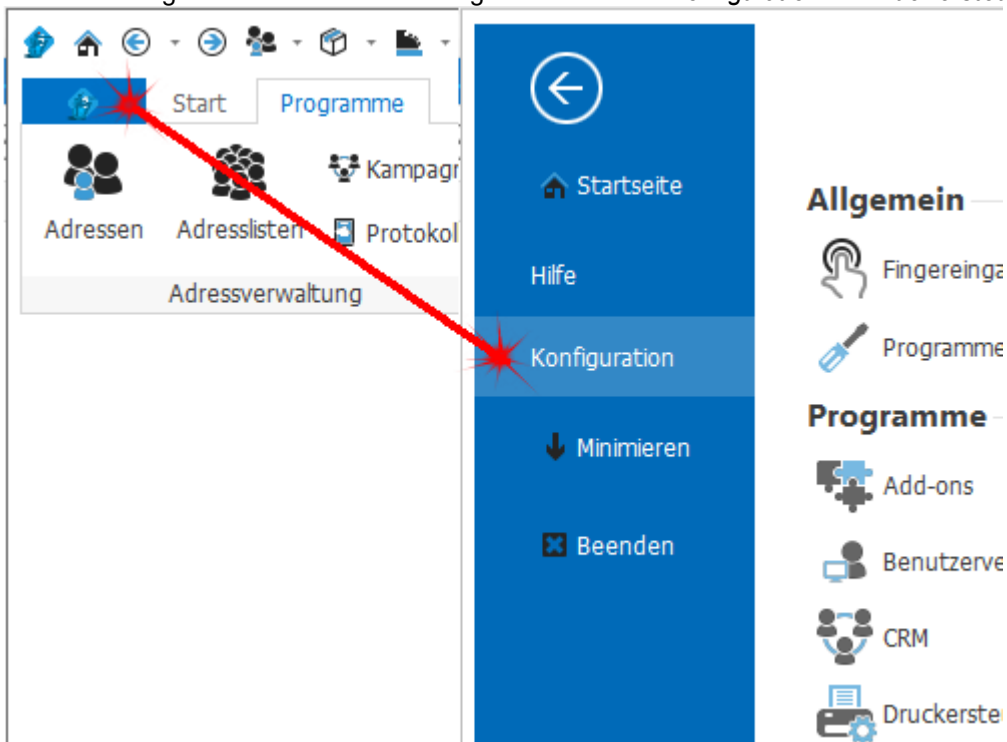 Start Programme
Kampagr
Adressen Adresslisten Protokol
Adressverwaltung
Startseite
Hilfe
Konfiguration
Minimieren
Beenden
Allgemein
Fingereinga
Programme
Programme
Add-ons
Benutzerve
CRM
Druckerste